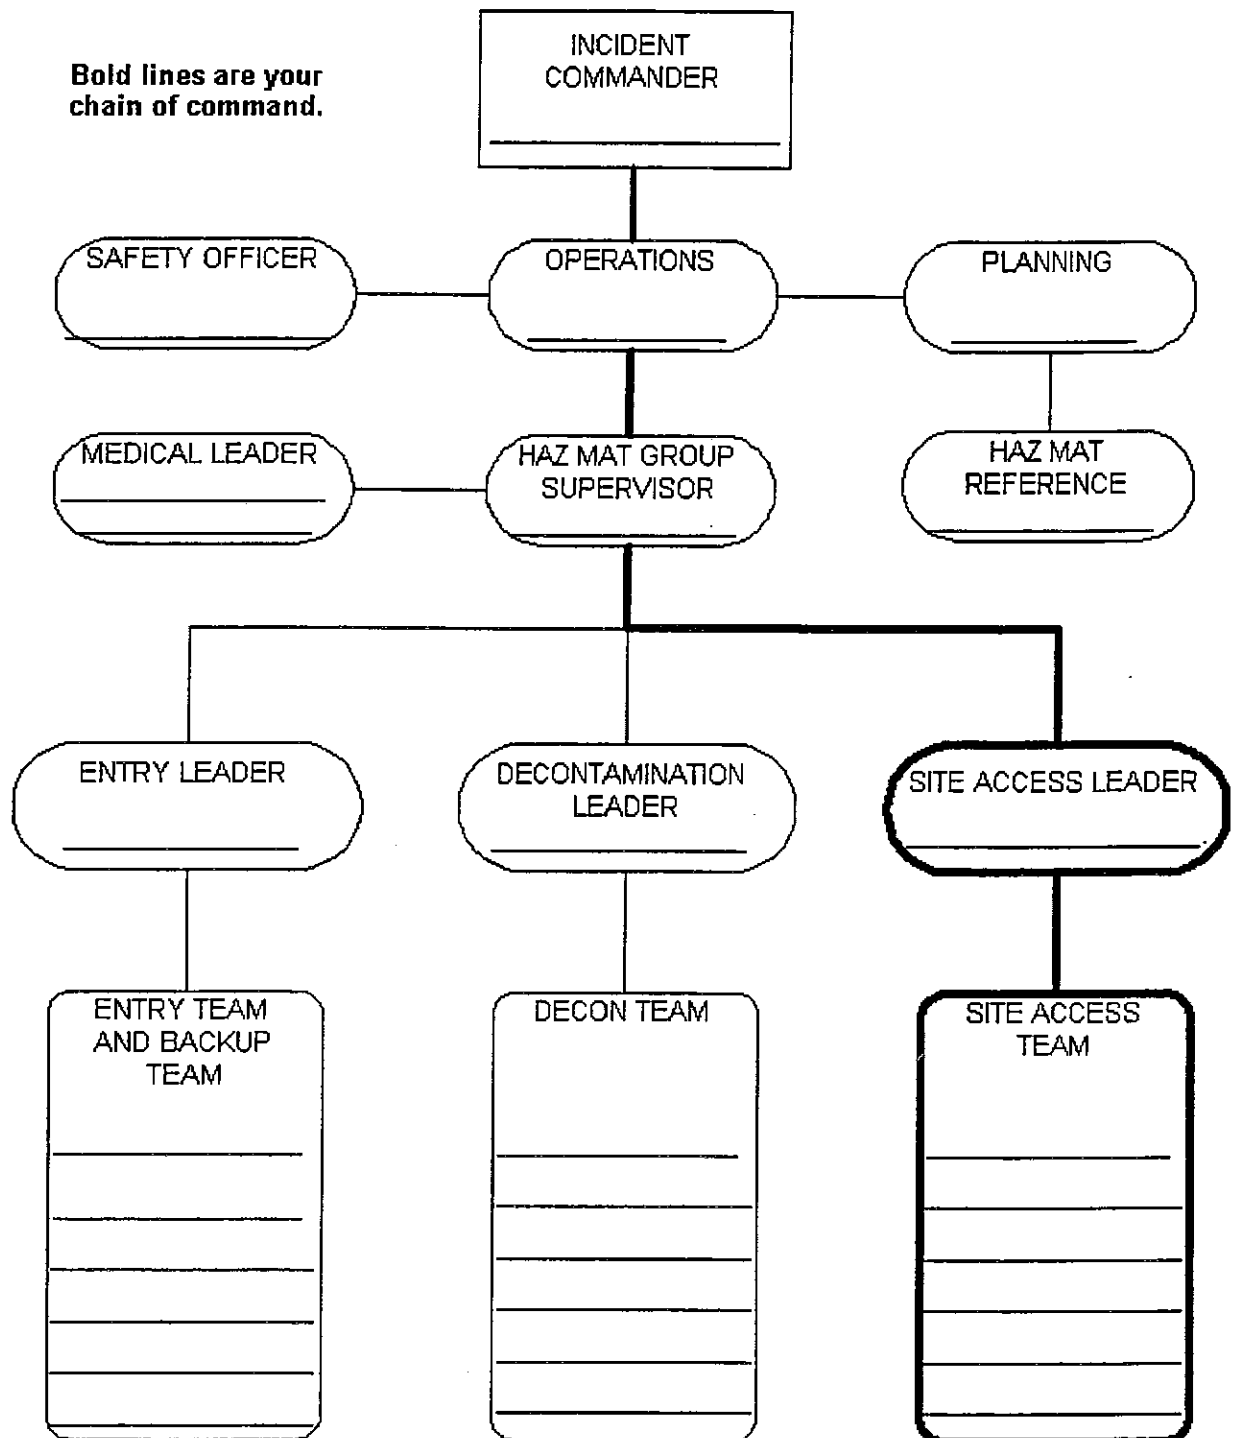 INCIDENT
COMMANDER
Bold lines are your
chain of command.
SAFETY OFFICER
OPERATIONS
PLANNING
MEDICAL LEADER
HAZ MAT GROUP
SUPERVISOR
HAZ MAT
REFERENCE
ENTRY LEADER
DECONTAMINATION
LEADER
SITE ACCESS LEADER
ENTRY TEAM
AND BACKUP
TEAM
DECON TEAM
SITE ACCESS
TEAM